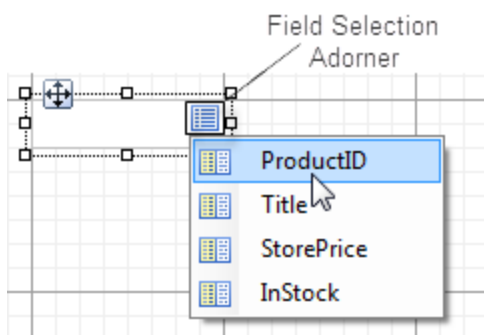 Field Selection
Adorner
ProductID
Title
StorePrice
InStock